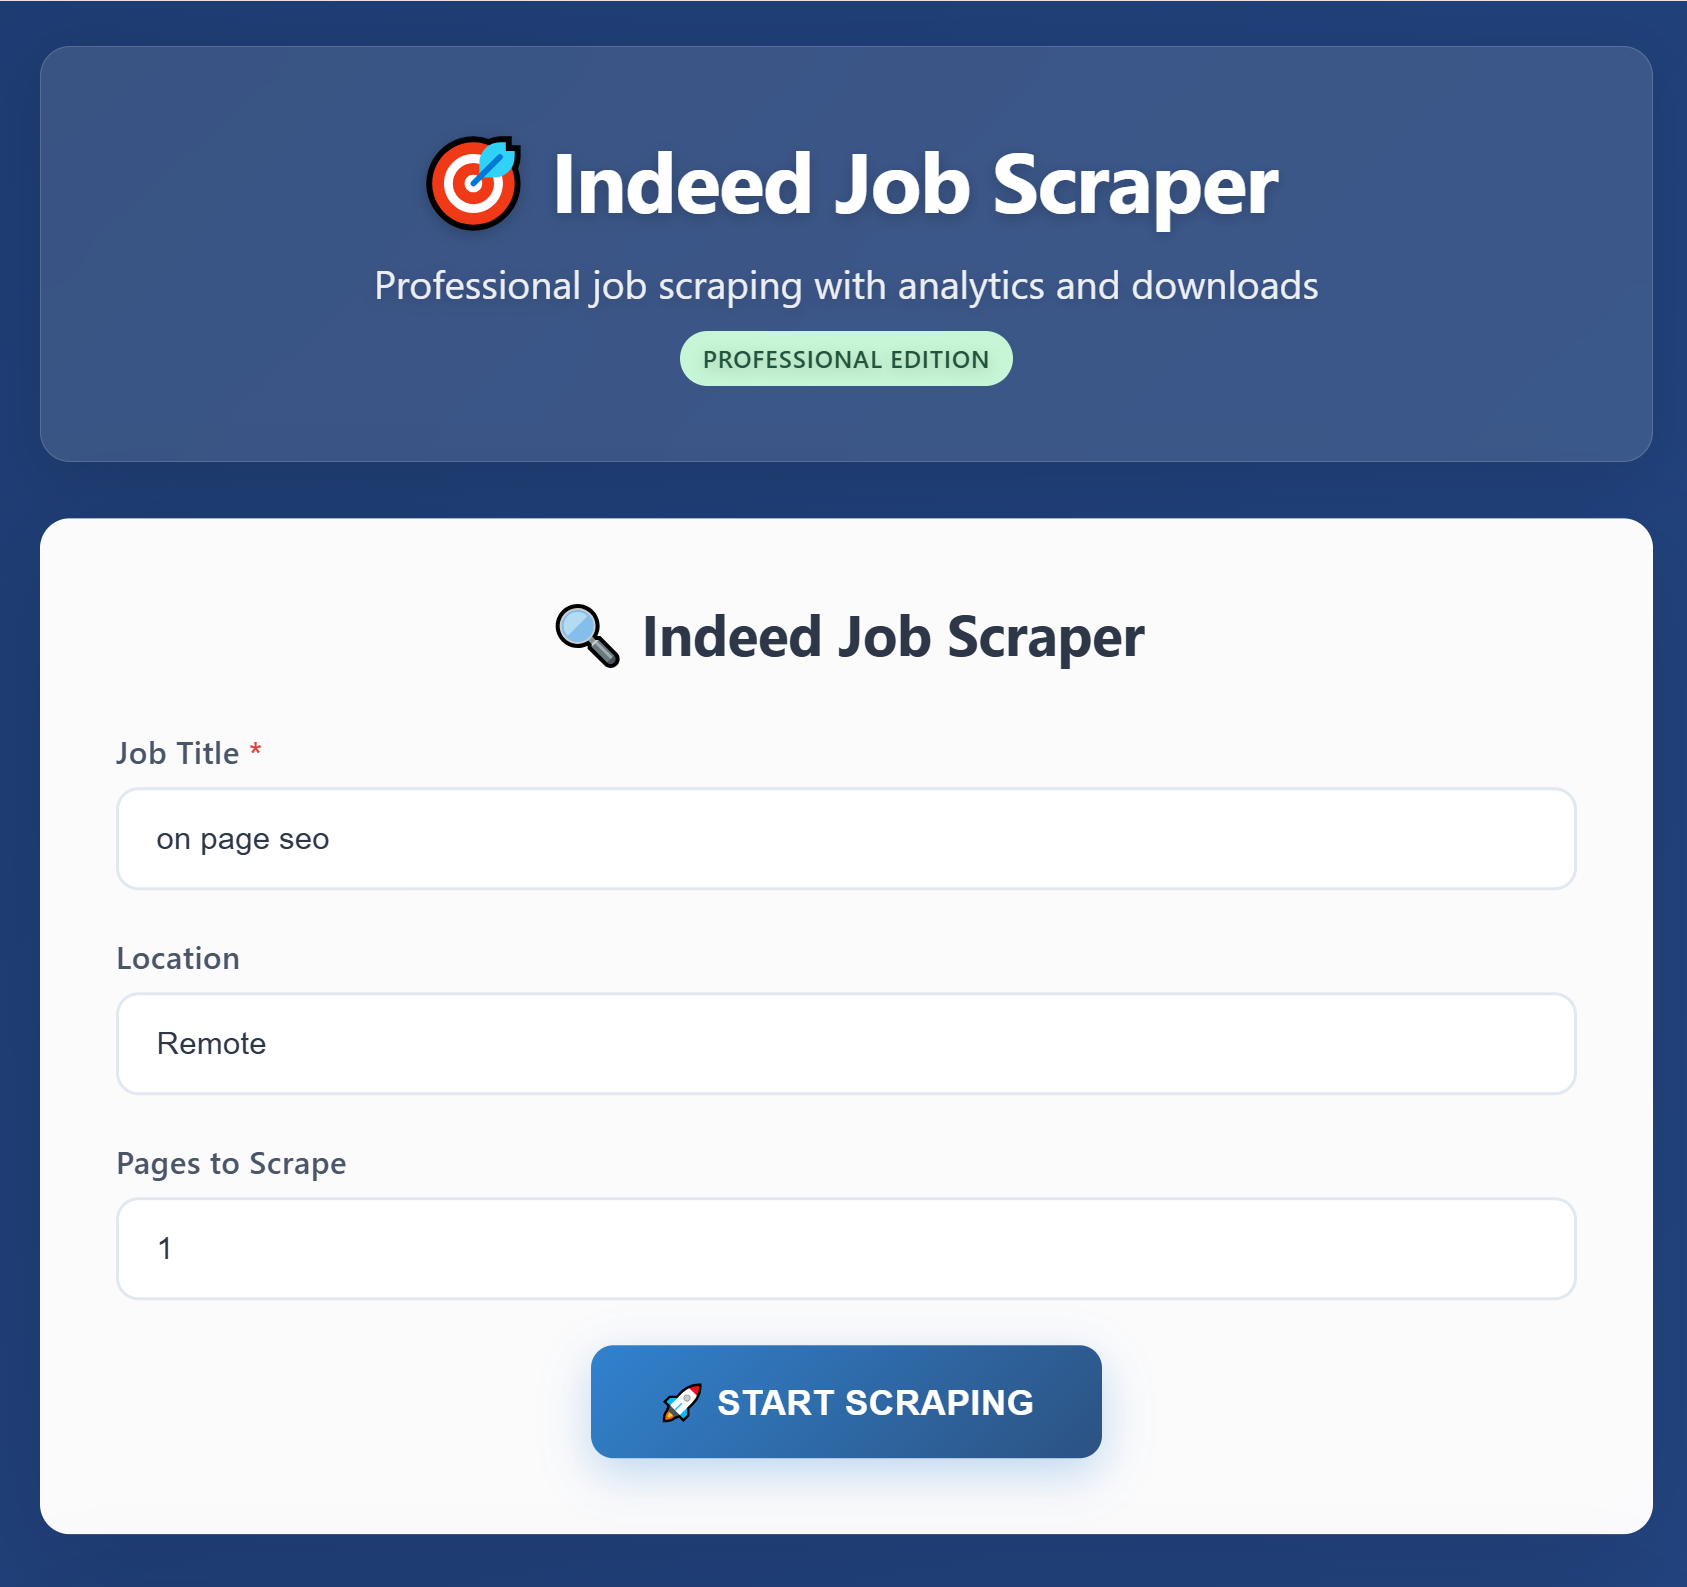 Indeed Job Scraper
Professional job scraping with analytics and downloads
PROFESSIONAL EDITION
Indeed Job Scraper
Job Title *
on page seo
Location
Remote
Pages to Scrape
1
START SCRAPING